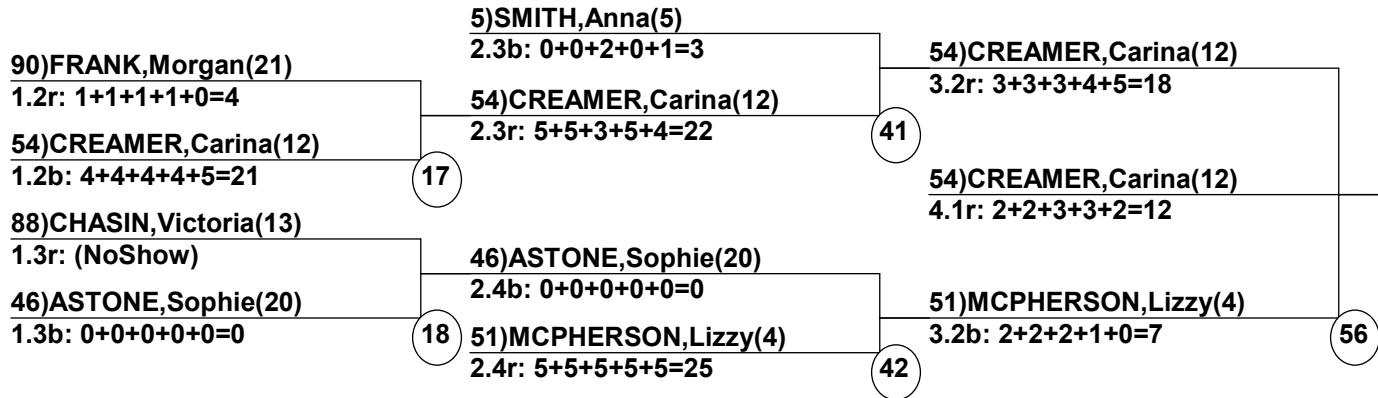 90)FRANK,Morgan(21)
1.2r: 1+1+1+1+0=4
54)CREAMER,Carina(12)
1.2b: 4+4+4+4+5=21
17
88)CHASIN,Victoria(13)
1.3r: (NoShow)
46)ASTONE,Sophie(20)
1.3b: 0+0+0+0+0=0
18
5)SMITH,Anna(5)
2.3b: 0+0+2+0+1=3
54)CREAMER,Carina(12)
2.3r: 5+5+3+5+4=22
41
46)ASTONE,Sophie(20)
2.4b: 0+0+0+0+0=0
51)MCPHERSON,Lizzy(4)
2.4r: 5+5+5+5+5=25
42
54)CREAMER,Carina(12)
3.2r: 3+3+3+4+5=18
54)CREAMER,Carina(12)
4.1r: 2+2+3+3+2=12
51)MCPHERSON,Lizzy(4)
3.2b: 2+2+2+1+0=7
56